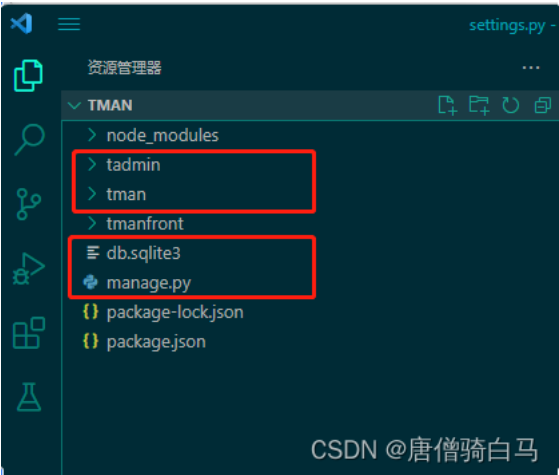 settings.py -
资源管理器
TMAN
node_modules
tadmin
tman
tmanfront
db.sqlite3
manage.py
{} package-lock.json
{} package.json
CSDN @唐僧骑白马